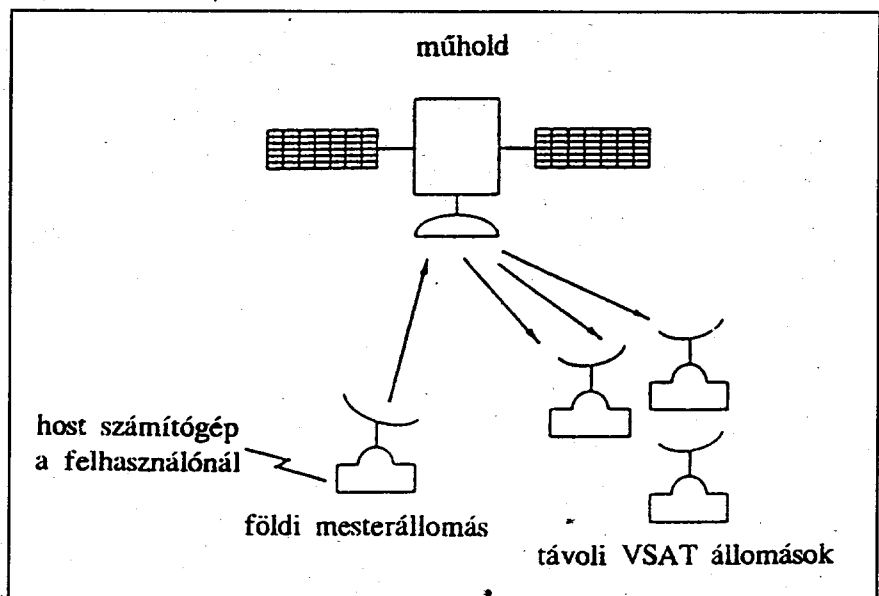 műhold
host számítógép
a felhasználónál
földi mesterállomás
távoli VSAT állomások